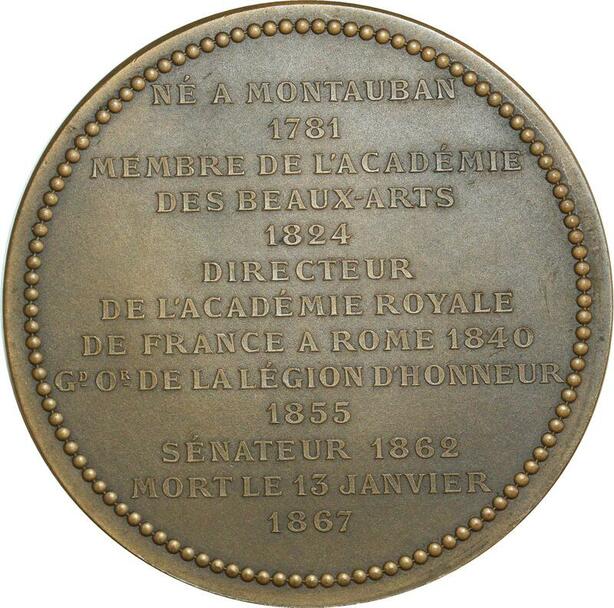 NÉ A MONTAUBAN
1781
MEMBRE DE L'ACADÉMIE
DES BEAUX-ARTS
1824
DIRECTEUR
DE L'ACADÉMIE ROYALE
DE FRANCE A ROME 1840
GD OR DE LA LÉGION D'HONNEUR
1855
SÉNATEUR 1862
MORT LE 13 JANVIER
1867